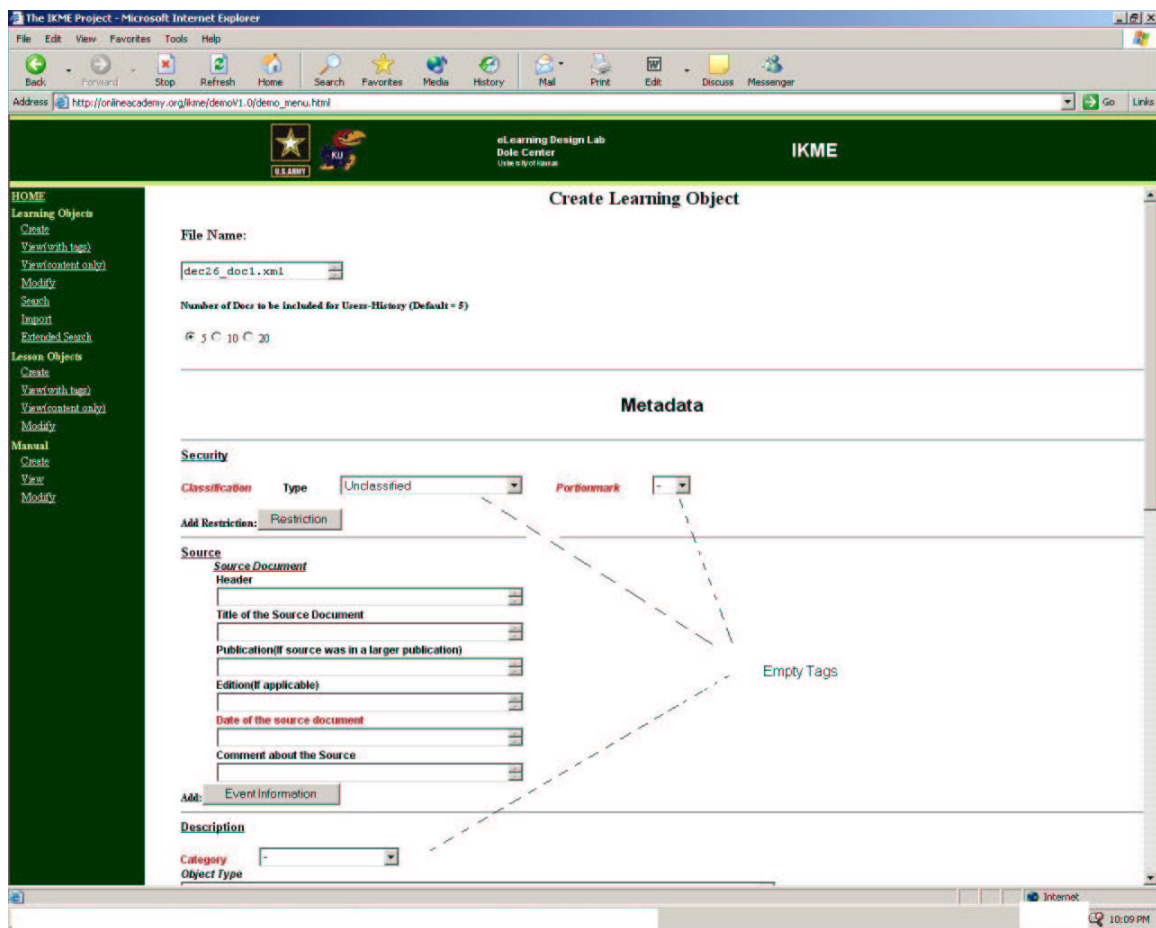 The IKME Project - Microsoft Internet Explorer
File Edit View Favorites Tools Help
Back Forward Stop Refresh Home Search Favorites Media History Mail Print Edit Discuss Messenger
Address http://onlineacademy.org/ikme/demoV1.0/demo_menu.html Go Links
U.S.ARMY
KU
eLearning Design Lab
Dole Center
University of Kansas
IKME
HOME
Learning Objects
Create
View(with tags)
View(content only)
Modify
Search
Import
Extended Search
Lesson Objects
Create
View(with tags)
View(content only)
Modify
Manual
Create
View
Modify
Create Learning Object
File Name:
dec26_doc1.xml
Number of Docs to be included for Users-History (Default = 5)
5 10 20
Metadata
Security
Classification Type Unclassified Portionmark -
Add Restriction: Restriction
Source
Source Document
Header
Title of the Source Document
Publication(If source was in a larger publication)
Edition(If applicable)
Date of the source document
Comment about the Source
Add: Event Information
Empty Tags
Description
Category -
Object Type
Internet
10:09 PM